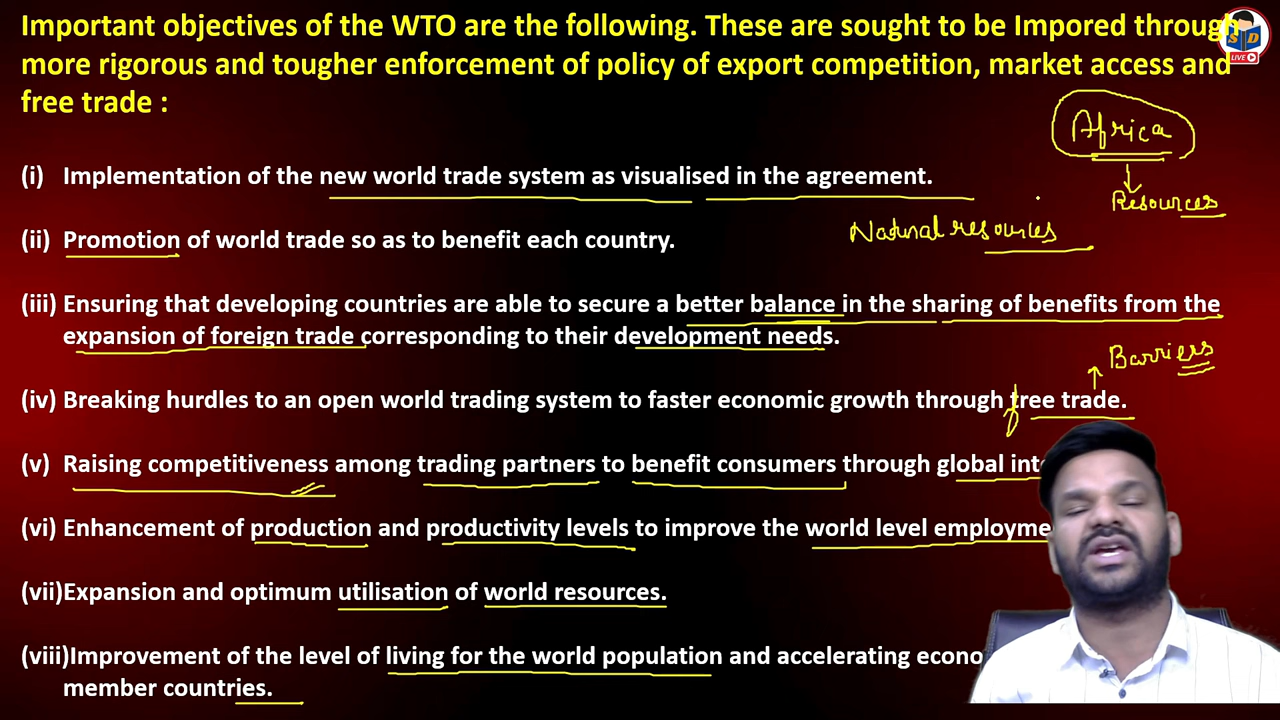 Important objectives of the WTO are the following. These are sought to be Impored through
more rigorous and tougher enforcement of policy of export competition, market access and
free trade :
S D
LIVE
Africa
(i) Implementation of the new world trade system as visualised in the agreement.
Resources
(ii) Promotion of world trade so as to benefit each country.
Natural resources
(iii) Ensuring that developing countries are able to secure a better balance in the sharing of benefits from the
expansion of foreign trade corresponding to their development needs.
Barriers
(iv) Breaking hurdles to an open world trading system to faster economic growth through free trade.
(v) Raising competitiveness among trading partners to benefit consumers through global
(vi) Enhancement of production and productivity levels to improve the world level
(vii)Expansion and optimum utilisation of world resources.
(viii)Improvement of the level of living for the world population and accelerating
member countries.